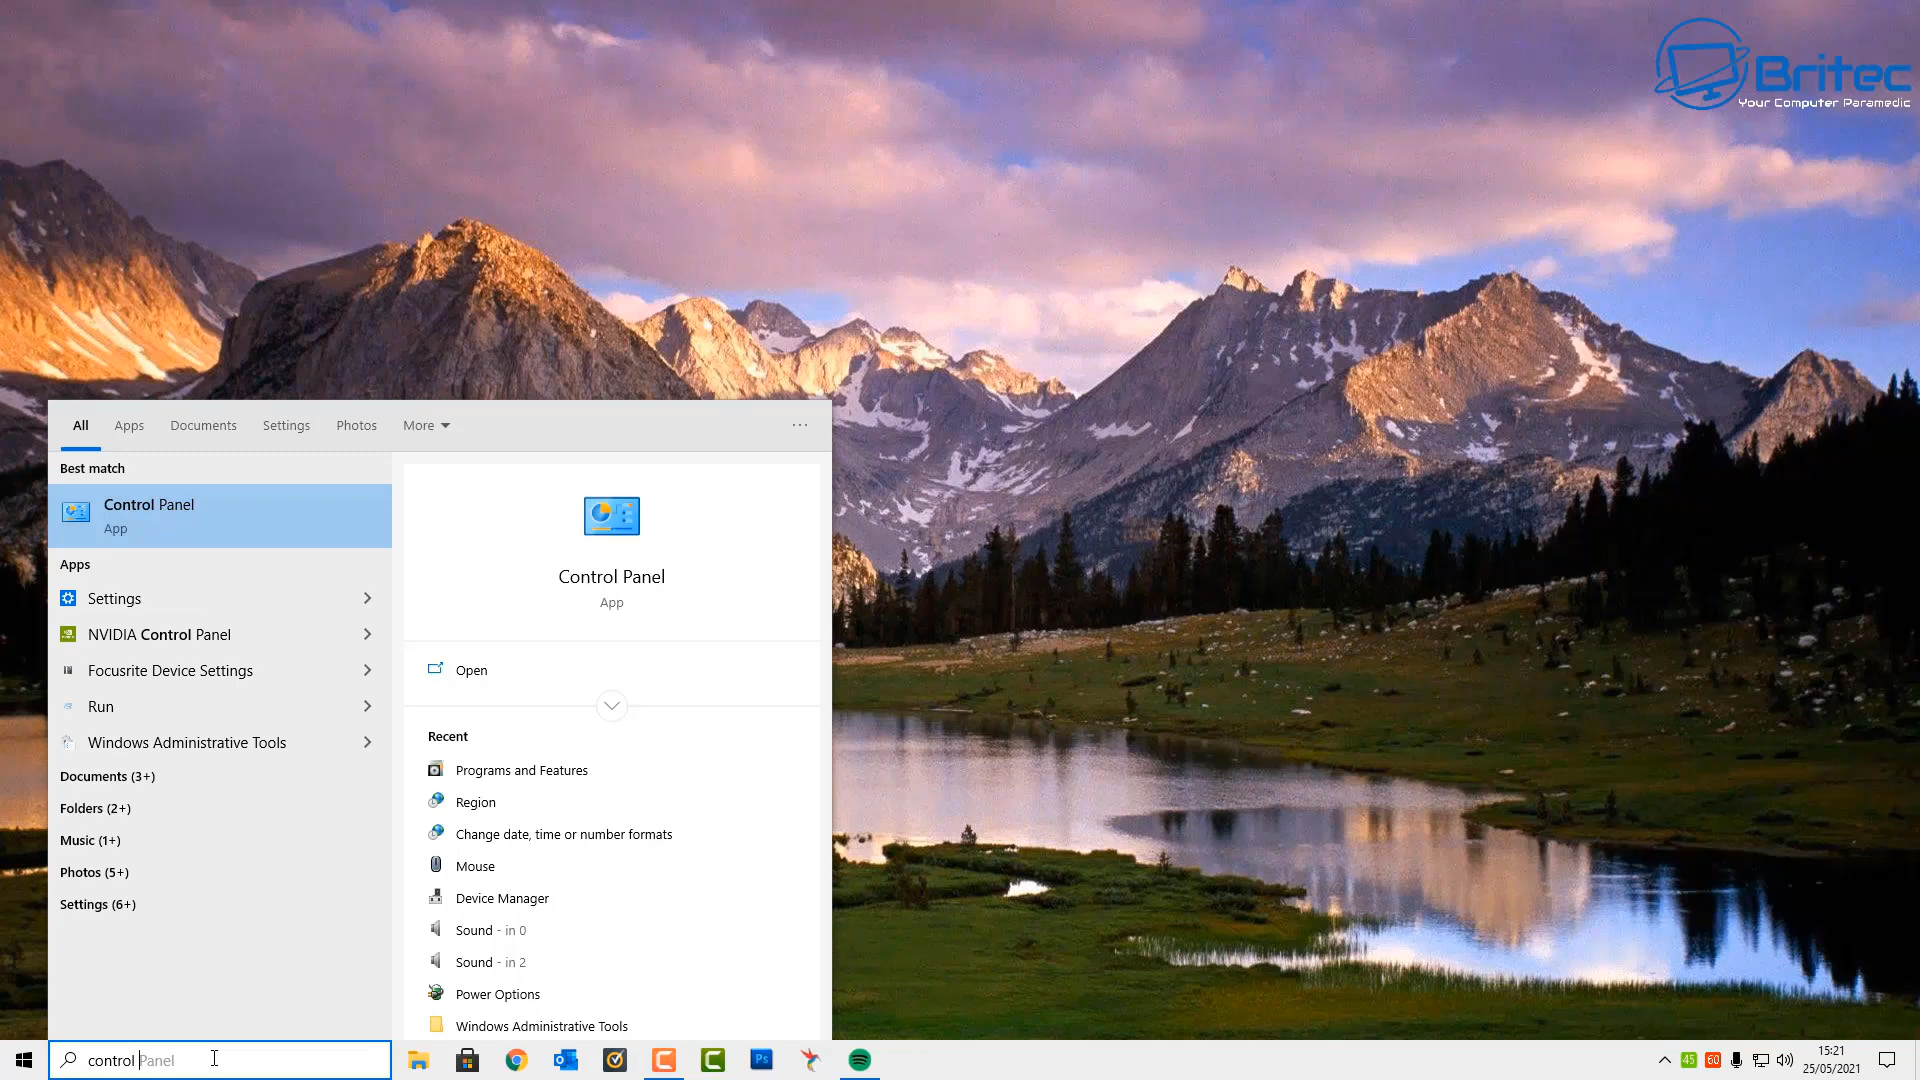 Britec
Your Computer Paramedic
All Apps Documents Settings Photos More ...
Best match
Control Panel
App
Apps
Settings
NVIDIA Control Panel
Focusrite Device Settings
Run
Windows Administrative Tools
Documents (3+)
Folders (2+)
Music (1+)
Photos (5+)
Settings (6+)
Control Panel
App
Open
Recent
Programs and Features
Region
Change date, time or number formats
Mouse
Device Manager
Sound - in 0
Sound - in 2
Power Options
Windows Administrative Tools
control Panel
Ps
45 60
15:21
25/05/2021